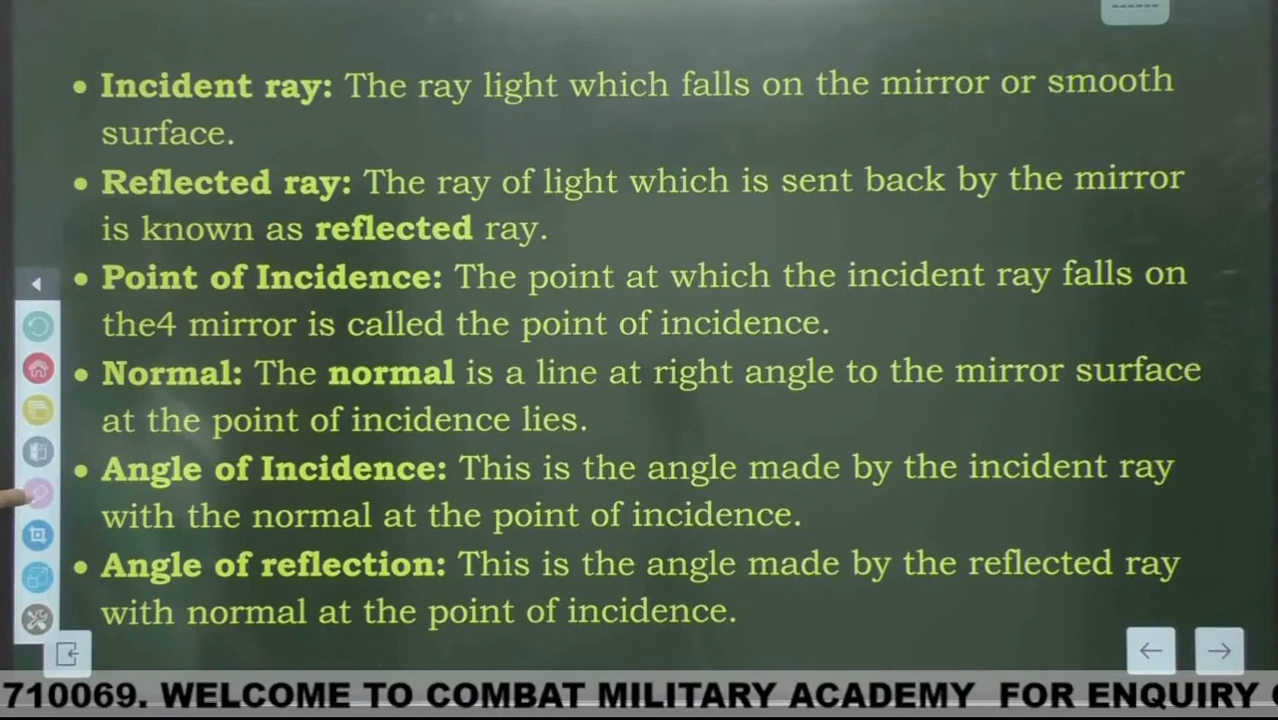 • Incident ray: The ray light which falls on the mirror or smooth
surface.
• Reflected ray: The ray of light which is sent back by the mirror
is known as reflected ray.
• Point of Incidence: The point at which the incident ray falls on
the4 mirror is called the point of incidence.
• Normal: The normal is a line at right angle to the mirror surface
at the point of incidence lies.
• Angle of Incidence: This is the angle made by the incident ray
with the normal at the point of incidence.
• Angle of reflection: This is the angle made by the reflected ray
with normal at the point of incidence.
710069. WELCOME TO COMBAT MILITARY ACADEMY FOR ENQUIRY